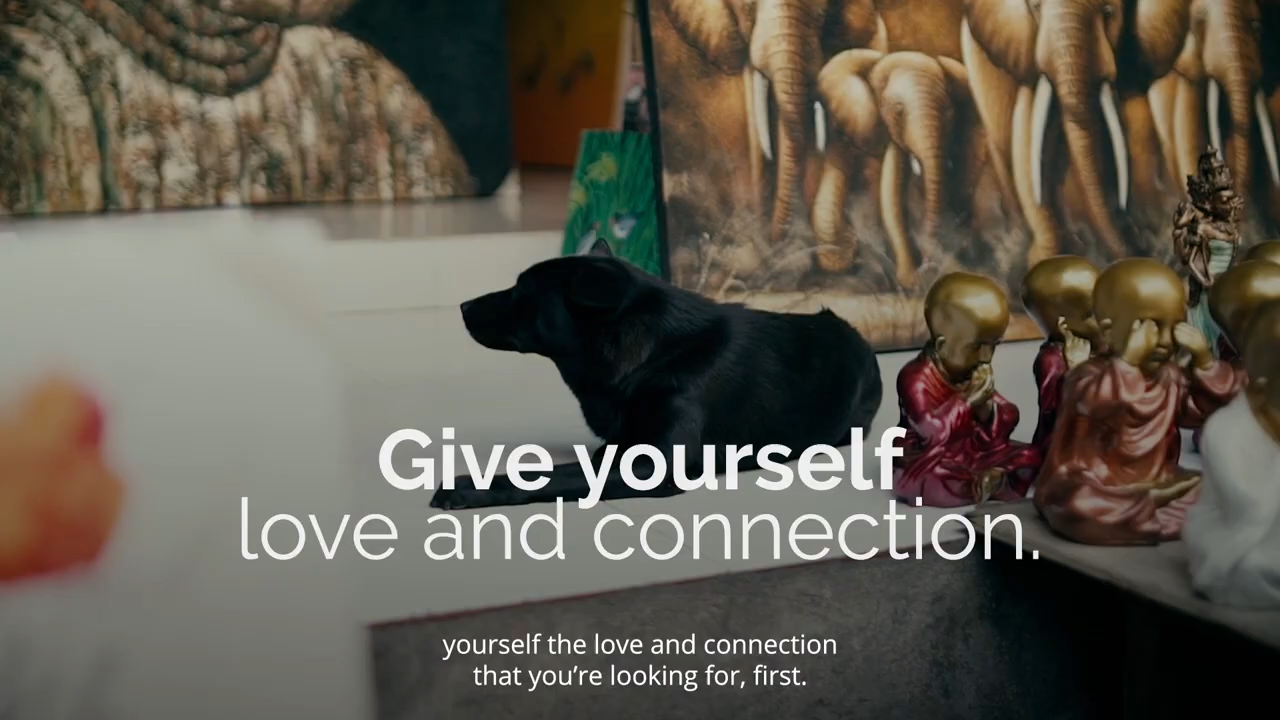 Give yourself
love and connection.
yourself the love and connection
that you’re looking for, first.